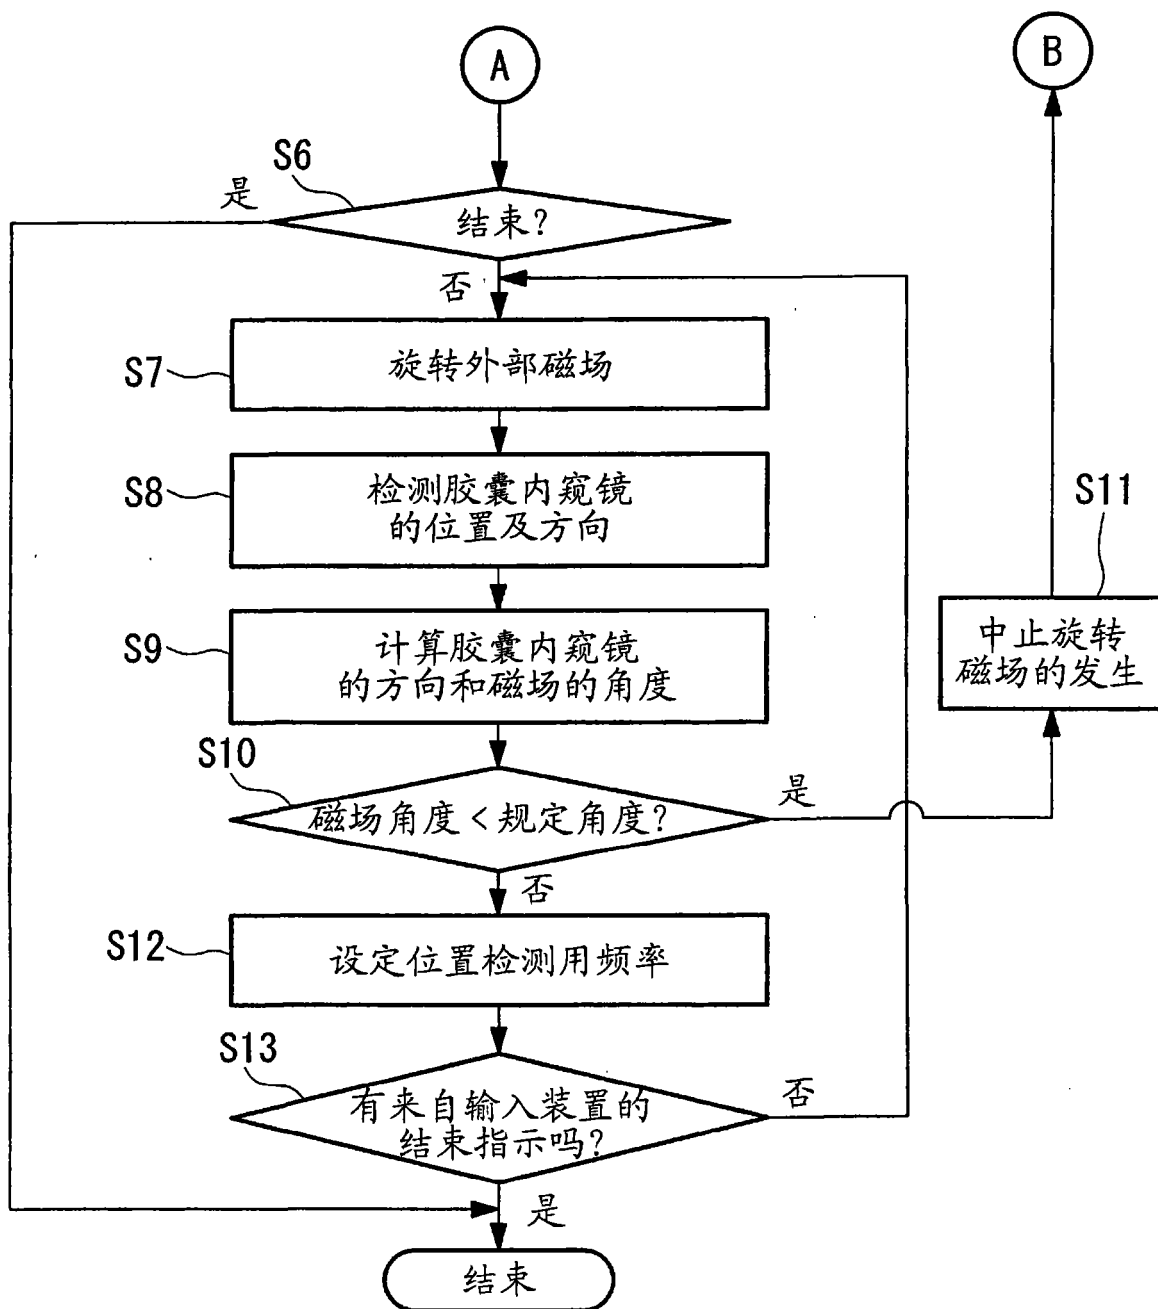 A
B
S6
是
结束?
否
S7
旋转外部磁场
S8
检测胶囊内窥镜
的位置及方向
S11
中止旋转
磁场的发生
S9
计算胶囊内窥镜
的方向和磁场的角度
S10
磁场角度<规定角度?
是
否
S12
设定位置检测用频率
S13
有来自输入装置的
结束指示吗?
否
是
结束